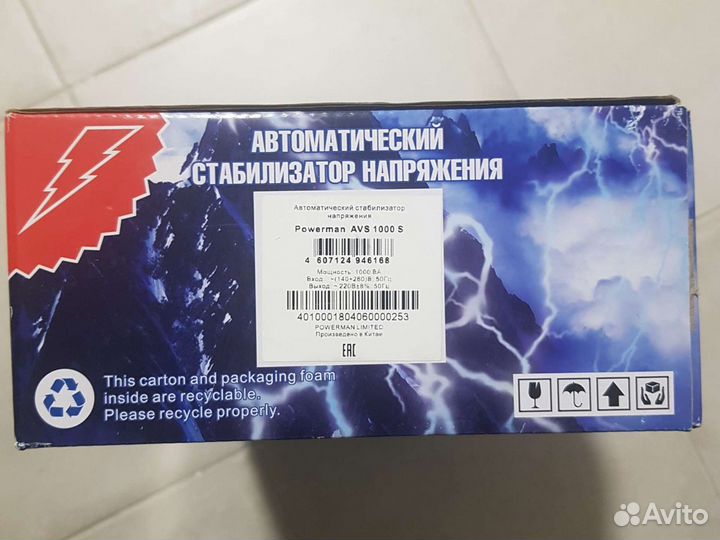 АВТОМАТИЧЕСКИЙ
СТАБИЛИЗАТОР НАПРЯЖЕНИЯ
Автоматический стабилизатор
напряжения
Powerman AVS 1000 S
4 607124 946168
Мощность: 1000 ВА
Вход: ~(140÷260)В; 50Гц
Выход: ~220В±8%; 50Гц
4010001804060000253
POWERMAN LIMITED
Произведено в Китае
EAC
This carton and packaging foam
inside are recyclable.
Please recycle properly.
Avito